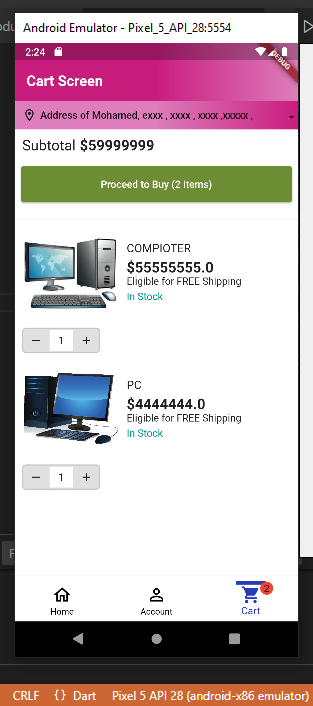 odu
Android Emulator - Pixel_5_API_28:5554
2:24
DEBUG
Cart Screen
Address of Mohamed, exxx , xxxx , xxxx ,xxxxx ,
Subtotal $59999999
Proceed to Buy (2 items)
COMPIOTER
$55555555.0
Eligible for FREE Shipping
In Stock
− 1 +
PC
$4444444.0
Eligible for FREE Shipping
In Stock
− 1 +
F
2
Home
Account
Cart
CRLF {} Dart Pixel 5 API 28 (android-x86 emulator)